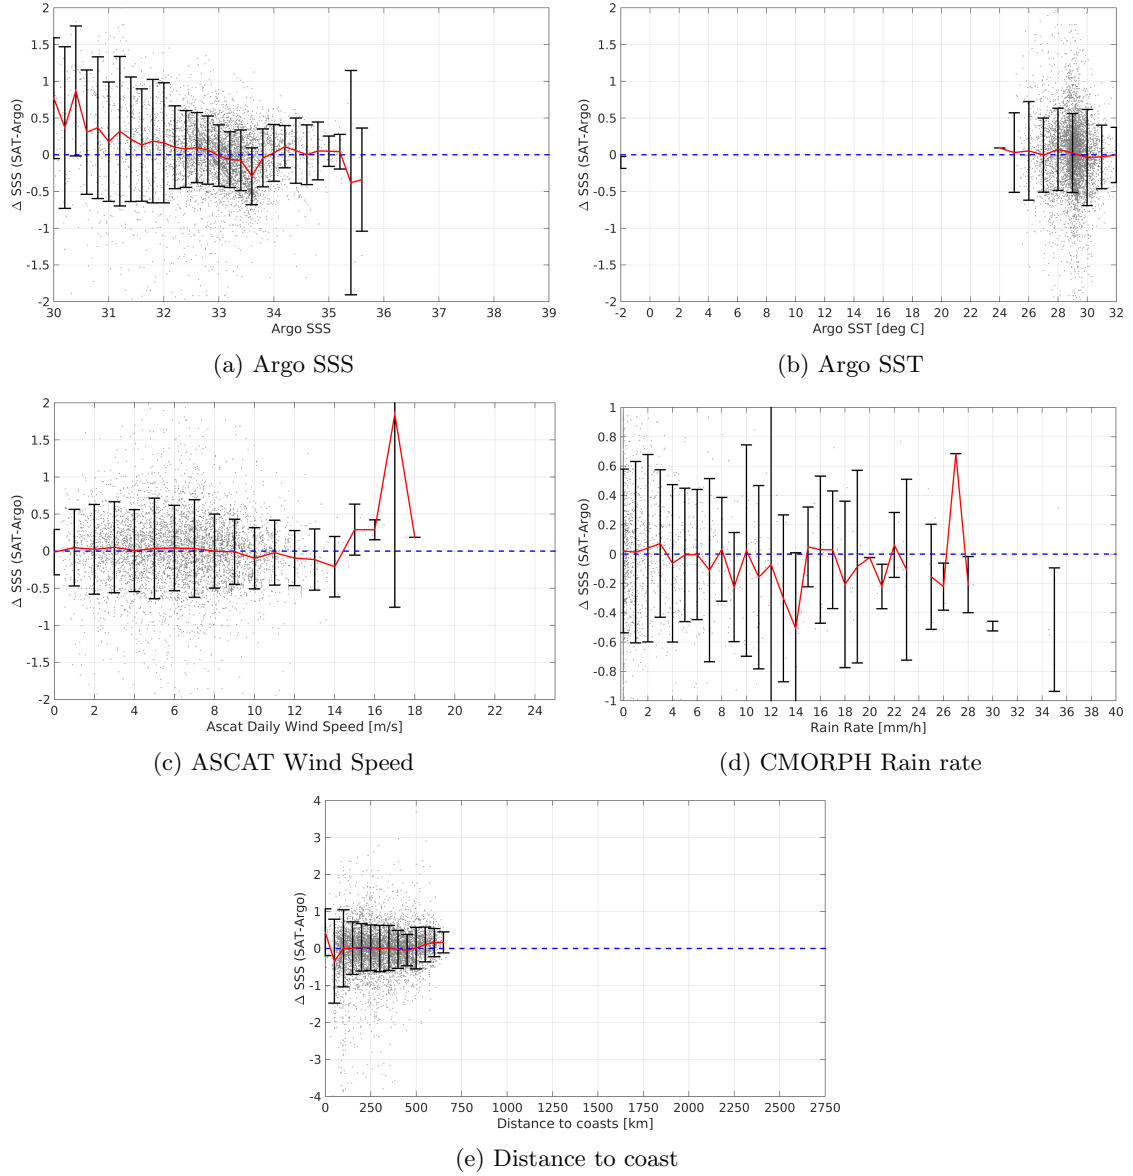 2
1.5
1
0.5
0
-0.5
-1
-1.5
-2
Δ SSS (SAT-Argo)
30 31 32 33 34 35 36 37 38 39
Argo SSS
(a) Argo SSS
2
1.5
1
0.5
0
-0.5
-1
-1.5
-2
Δ SSS (SAT-Argo)
-2 0 2 4 6 8 10 12 14 16 18 20 22 24 26 28 30 32
Argo SST [deg C]
(b) Argo SST
2
1.5
1
0.5
0
-0.5
-1
-1.5
-2
Δ SSS (SAT-Argo)
0 2 4 6 8 10 12 14 16 18 20 22 24
Ascat Daily Wind Speed [m/s]
(c) ASCAT Wind Speed
1
0.8
0.6
0.4
0.2
0
-0.2
-0.4
-0.6
-0.8
-1
Δ SSS (SAT-Argo)
0 2 4 6 8 10 12 14 16 18 20 22 24 26 28 30 32 34 36 38 40
Rain Rate [mm/h]
(d) CMORPH Rain rate
4
3
2
1
0
-1
-2
-3
-4
Δ SSS (SAT-Argo)
0 250 500 750 1000 1250 1500 1750 2000 2250 2500 2750
Distance to coasts [km]
(e) Distance to coast